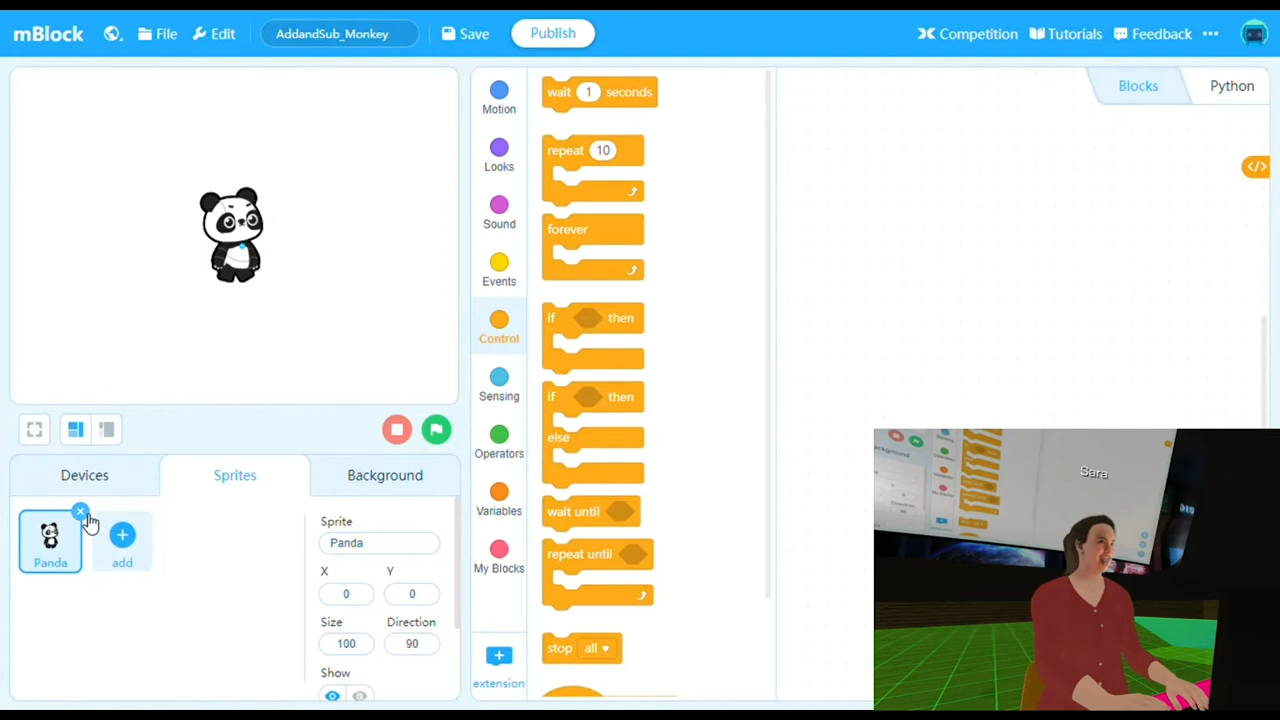 mBlock
File
Edit
AddandSub_Monkey
Save
Publish
Competition
Tutorials
Feedback
Motion
Looks
Sound
Events
Control
Sensing
Operators
Variables
My Blocks
extension
wait 1 seconds
repeat 10
forever
if then
if then
else
wait until
repeat until
stop all
Blocks
Python
</>
Devices
Sprites
Background
Panda
add
Sprite
Panda
X
Y
0
0
Size
Direction
100
90
Show
Sara